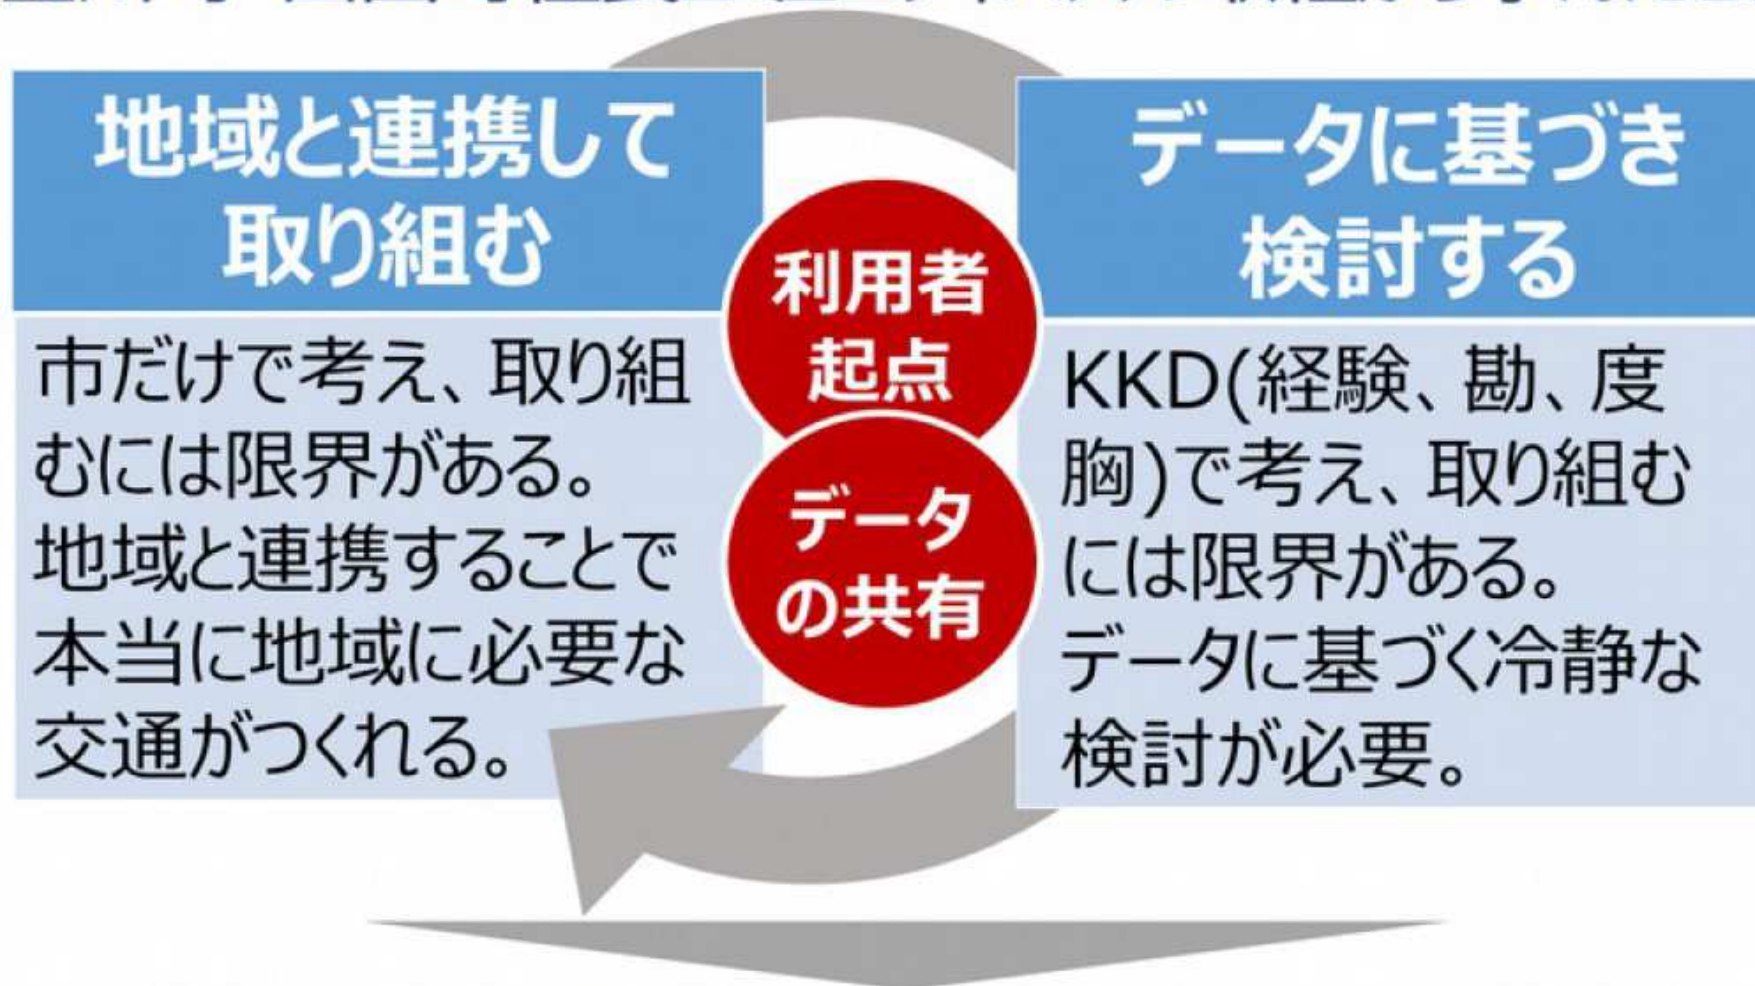 地域と連携して
取り組む
市だけで考え、取り組
むには限界がある。
地域と連携することで
本当に地域に必要な
交通がつくれる。
利用者
起点
データ
の共有
データに基づき
検討する
KKD(経験、勘、度
胸)で考え、取り組む
には限界がある。
データに基づく冷静な
検討が必要。